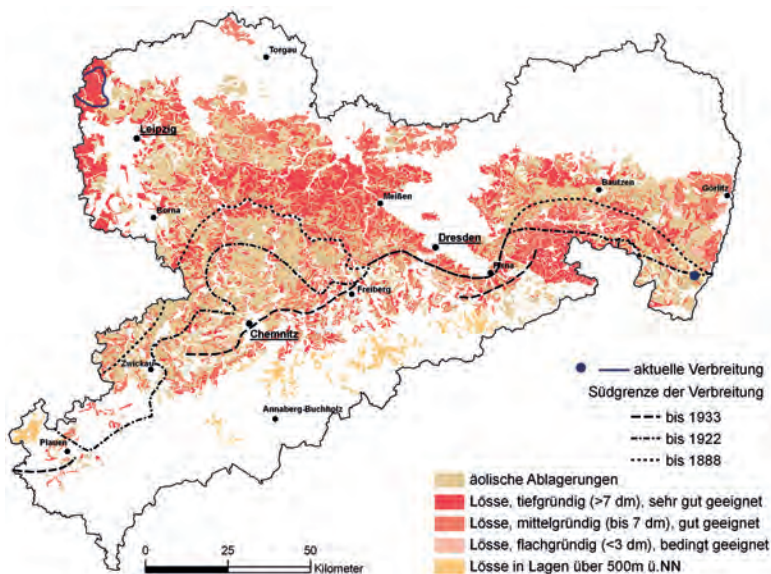 Torgau
Leipzig
Borna
Meißen
Bautzen
Görlitz
Dresden
Pirna
Freiberg
Chemnitz
Zwickau
Annaberg-Buchholz
Plauen
aktuelle Verbreitung
Südgrenze der Verbreitung
bis 1933
bis 1922
bis 1888
äolische Ablagerungen
Lösse, tiefgründig (>7 dm), sehr gut geeignet
Lösse, mittelgründig (bis 7 dm), gut geeignet
Lösse, flachgründig (<3 dm), bedingt geeignet
Lösse in Lagen über 500m ü.NN
0 25 50
Kilometer